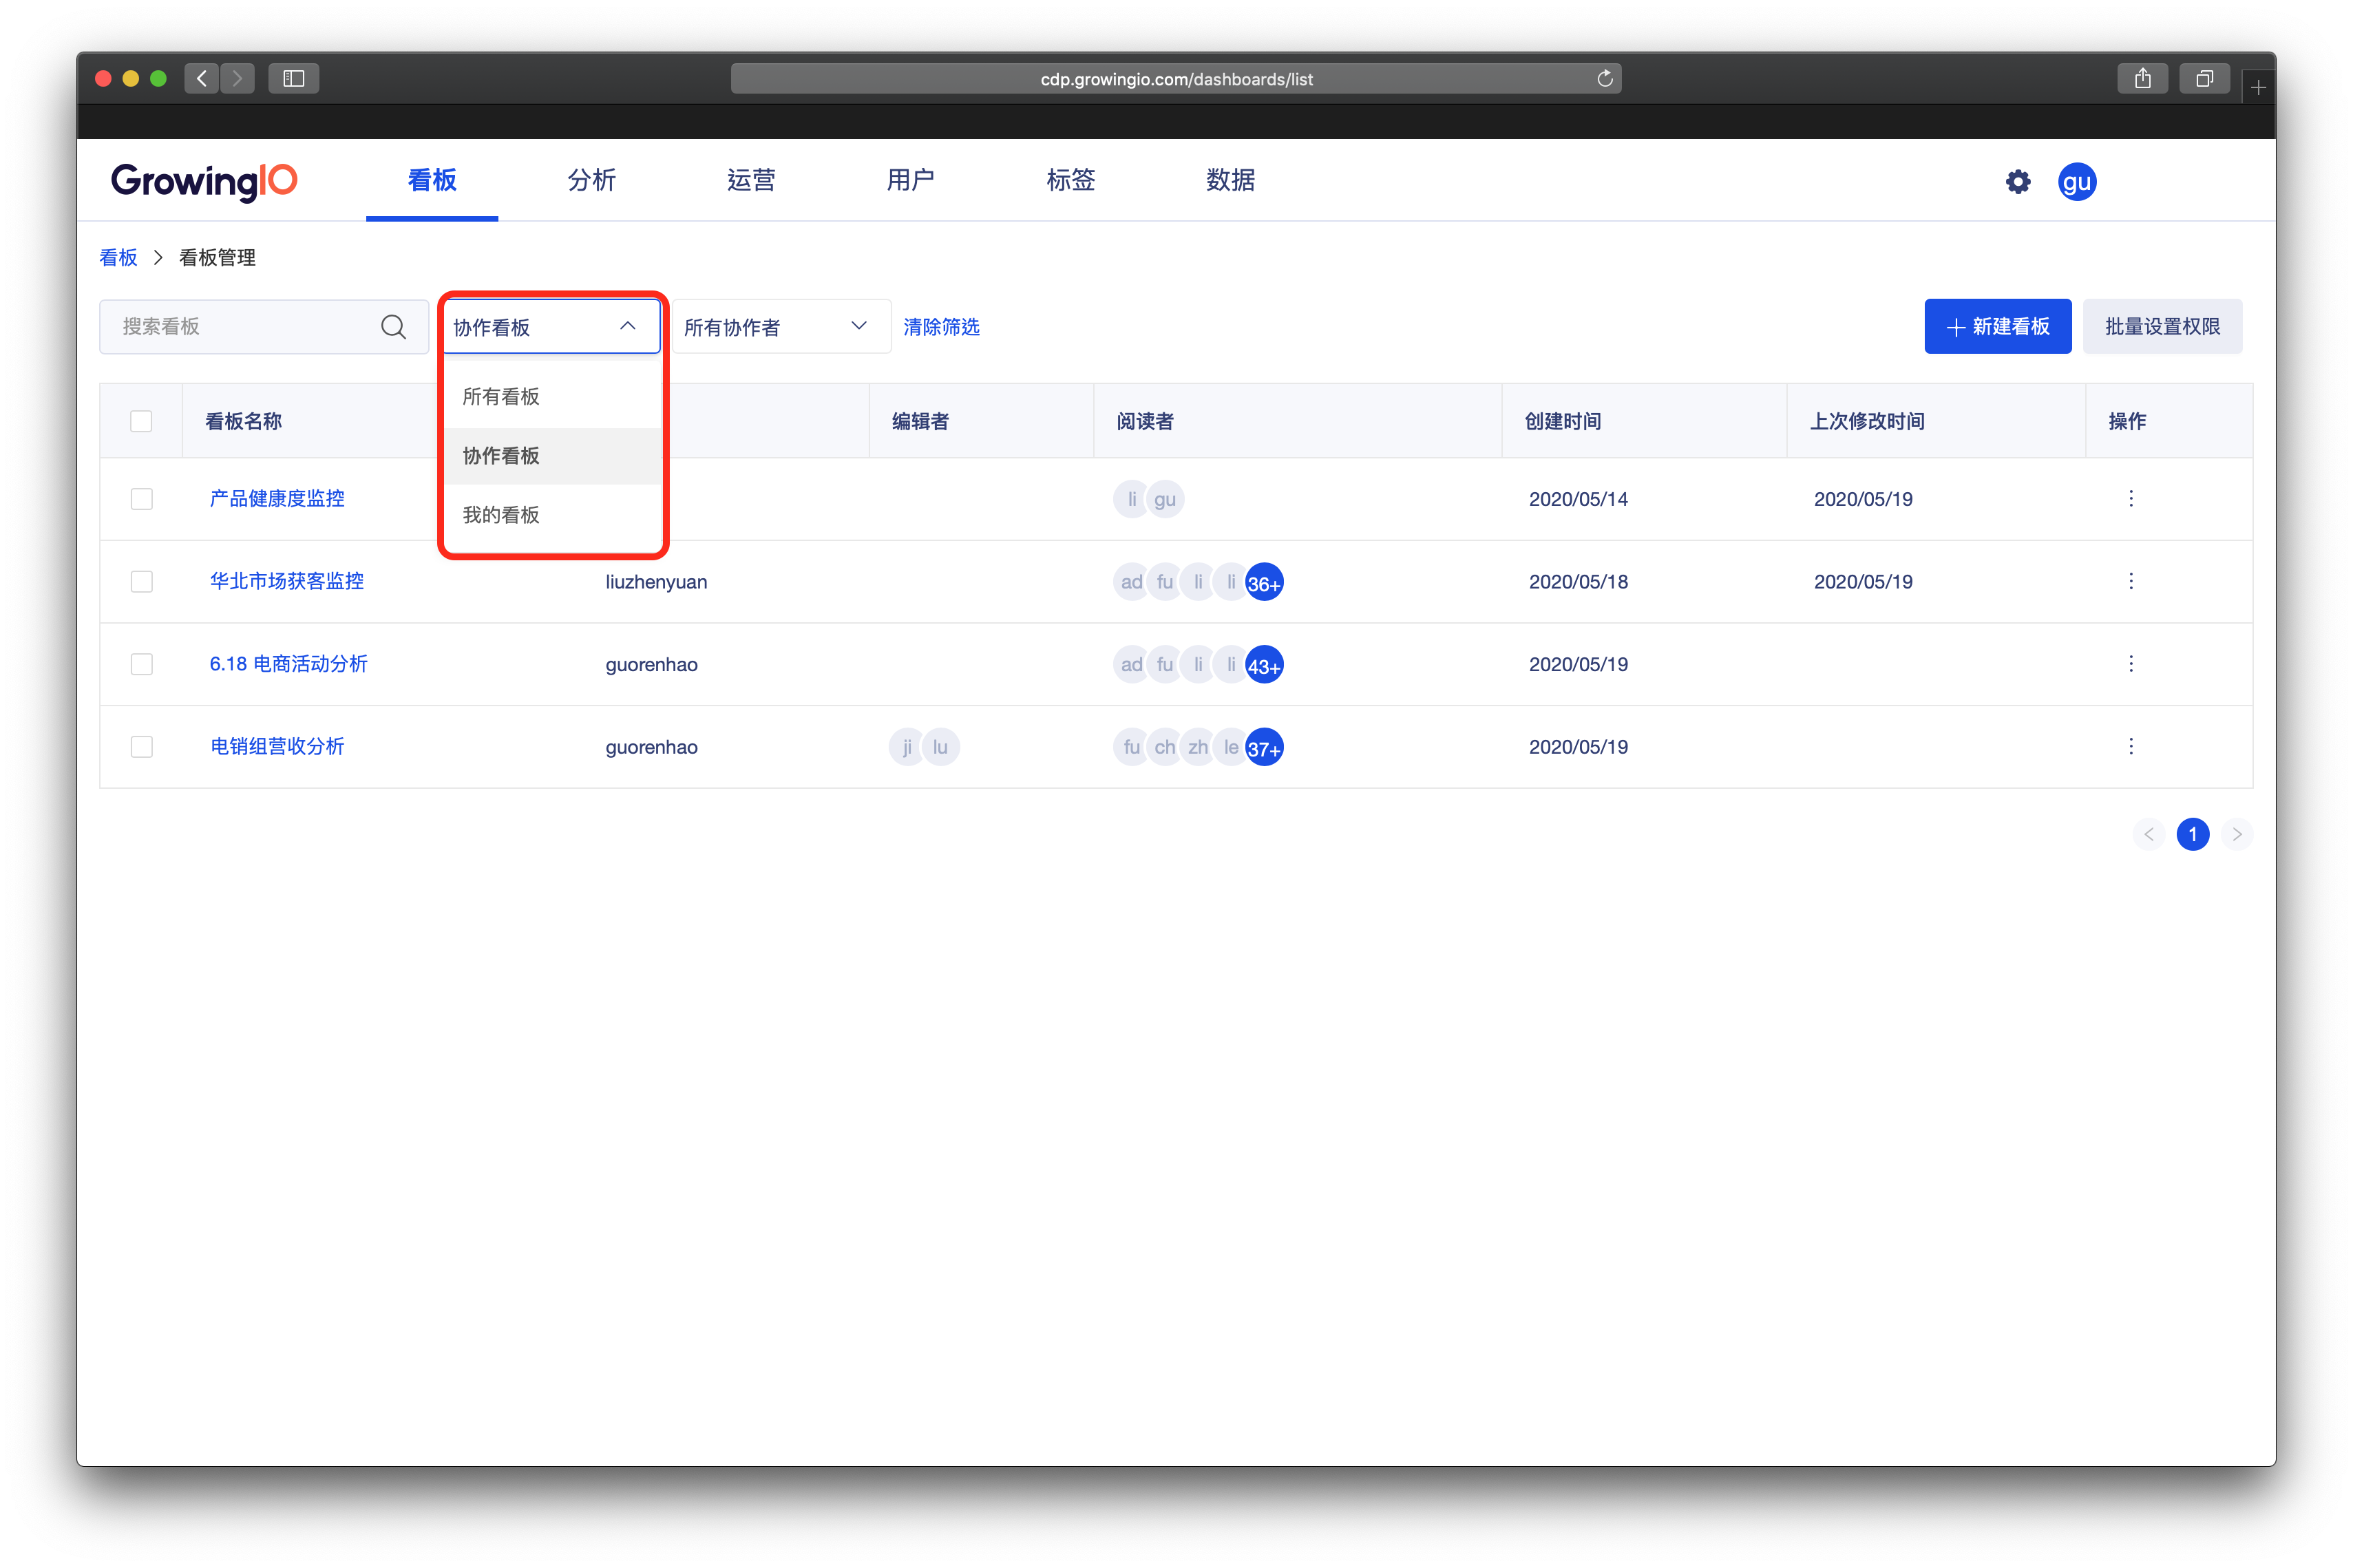 cdp.growingio.com/dashboards/list
GrowingIO 看板 分析 运营 用户 标签 数据 gu
看板 > 看板管理
搜索看板 协作看板 所有协作者 清除筛选 + 新建看板 批量设置权限
所有看板
协作看板
我的看板
看板名称 编辑者 阅读者 创建时间 上次修改时间 操作
产品健康度监控 li gu 2020/05/14 2020/05/19
华北市场获客监控 liuzhenyuan ad fu li li 36+ 2020/05/18 2020/05/19
6.18 电商活动分析 guorenhao ad fu li li 43+ 2020/05/19
电销组营收分析 guorenhao ji lu fu ch zh le 37+ 2020/05/19
< 1 >